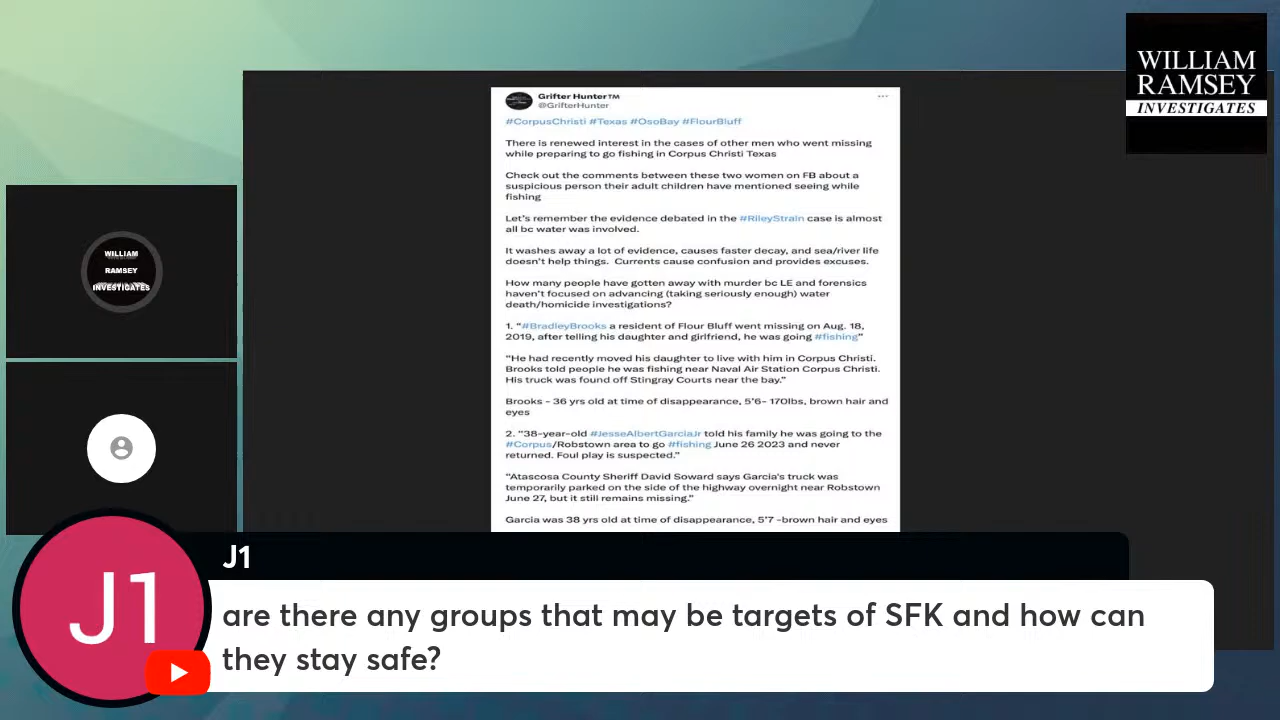 WILLIAM
RAMSEY
INVESTIGATES
Grifter Hunter™
@GrifterHunter
#CorpusChristi #Texas #OsoBay #FlourBluff
There is renewed interest in the cases of other men who went missing
while preparing to go fishing in Corpus Christi Texas
Check out the comments between these two women on FB about a
suspicious person their adult children have mentioned seeing while
fishing
Let's remember the evidence debated in the #RileyStrain case is almost
all bc water was involved.
It washes away a lot of evidence, causes faster decay, and sea/river life
doesn't help things. Currents cause confusion and provides excuses.
How many people have gotten away with murder bc LE and forensics
haven't focused on advancing (taking seriously enough) water
death/homicide investigations?
1. "#BradleyBrooks a resident of Flour Bluff went missing on Aug. 18,
2019, after telling his daughter and girlfriend, he was going #fishing"
"He had recently moved his daughter to live with him in Corpus Christi.
Brooks told people he was fishing near Naval Air Station Corpus Christi.
His truck was found off Stingray Courts near the bay."
Brooks - 36 yrs old at time of disappearance, 5'6- 170lbs, brown hair and
eyes
2. "38-year-old #JesseAlbertGarciaJr told his family he was going to the
#Corpus/Robstown area to go #fishing June 26 2023 and never
returned. Foul play is suspected."
"Atascosa County Sheriff David Soward says Garcia's truck was
temporarily parked on the side of the highway overnight near Robstown
June 27, but it still remains missing."
Garcia was 38 yrs old at time of disappearance, 5'7 -brown hair and eyes
WILLIAM
RAMSEY
INVESTIGATES
J1
J1
are there any groups that may be targets of SFK and how can
they stay safe?